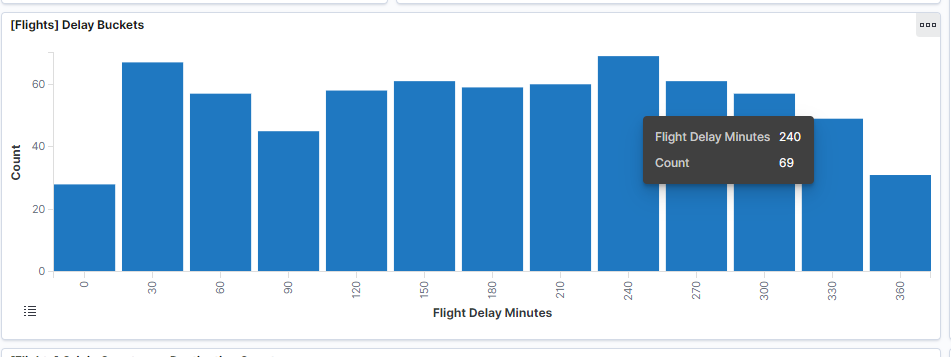 [Flights] Delay Buckets
Count
60
40
20
0
Flight Delay Minutes 240
Count 69
0 30 60 90 120 150 180 210 240 270 300 330 360
Flight Delay Minutes